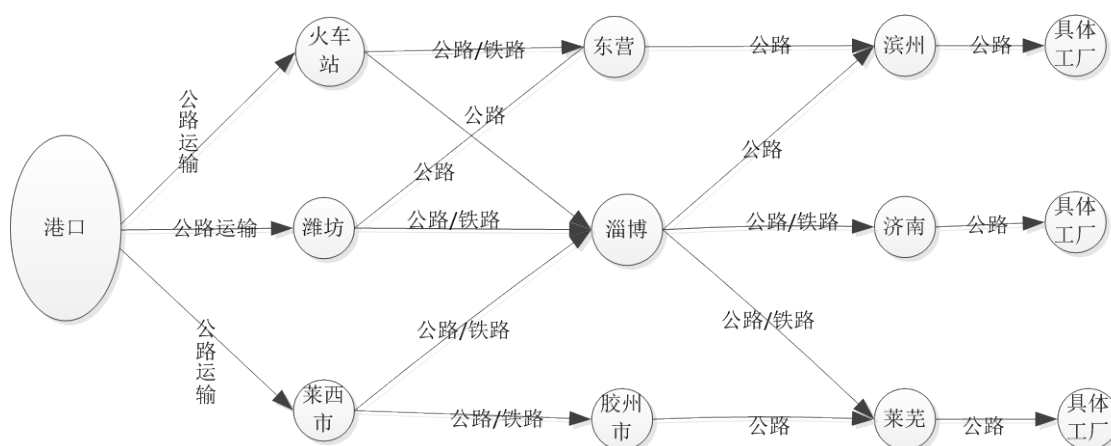 火车
站
公路/铁路
东营
公路
滨州
公路
具体
工厂
公路运输
公路
公路
公路
港口
公路运输
潍坊
公路/铁路
淄博
公路/铁路
济南
公路
具体
工厂
公路运输
公路/铁路
公路/铁路
莱西
市
公路/铁路
胶州
市
公路
莱芜
公路
具体
工厂